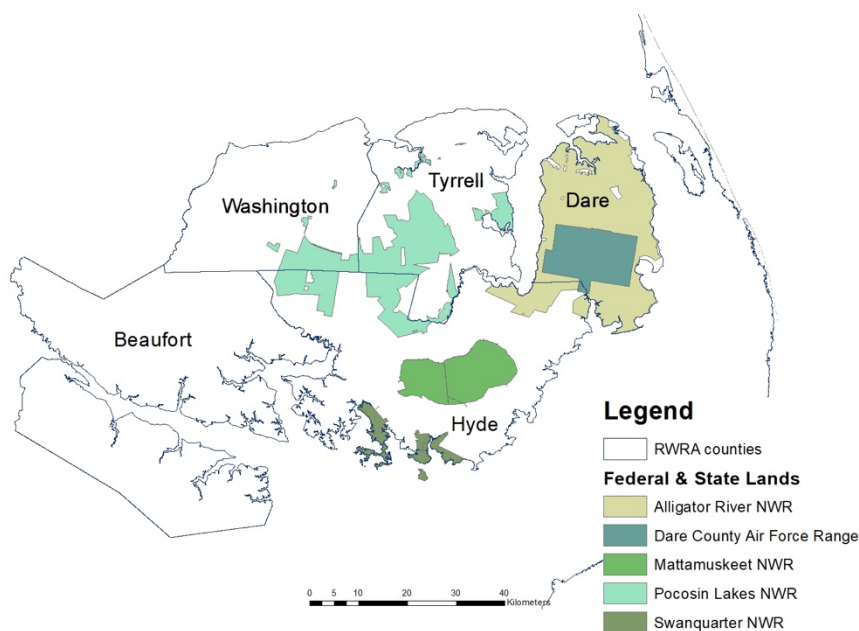 Tyrrell
Washington
Dare
Beaufort
Hyde
Legend
RWRA counties
Federal & State Lands
Alligator River NWR
Dare County Air Force Range
Mattamuskeet NWR
Pocosin Lakes NWR
Swanquarter NWR
0 5 10 20 30 40
Kilometers